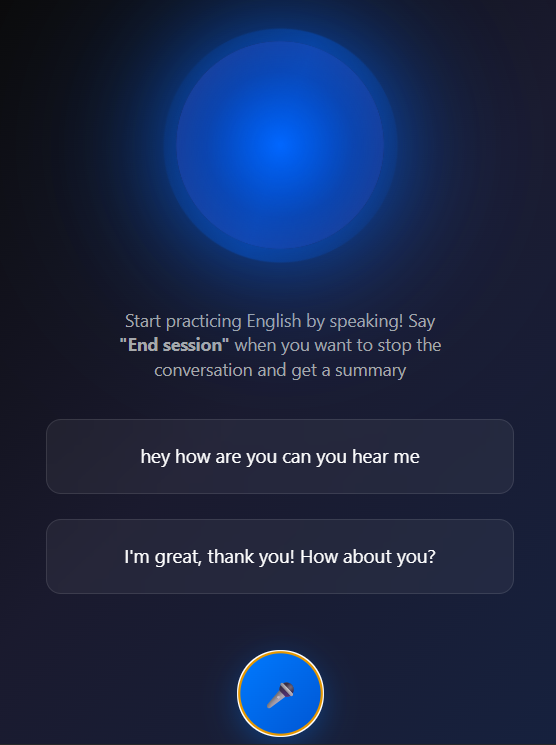 Start practicing English by speaking! Say
"End session" when you want to stop the
conversation and get a summary
hey how are you can you hear me
I'm great, thank you! How about you?